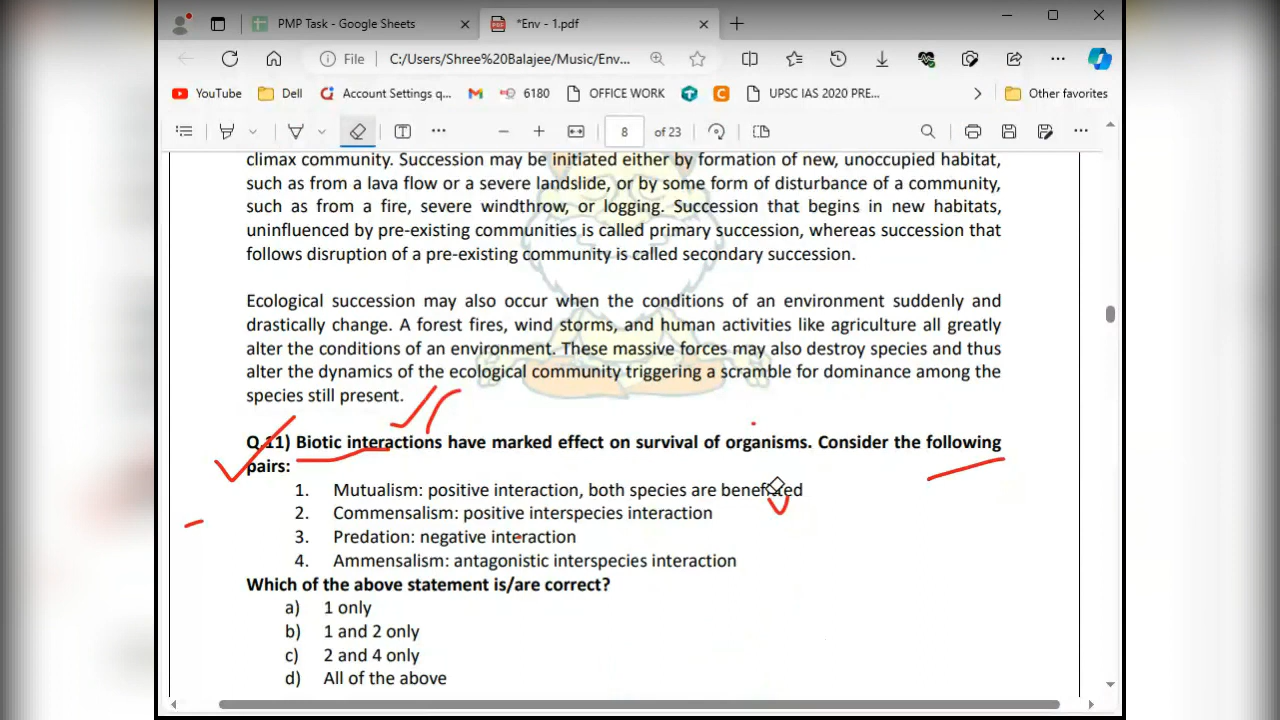 PMP Task - Google Sheets
*Env - 1.pdf
File C:/Users/Shree%20Balajee/Music/Env...
YouTube Dell Account Settings q... 6180 OFFICE WORK UPSC IAS 2020 PRE... Other favorites
8 of 23
climax community. Succession may be initiated either by formation of new, unoccupied habitat,
such as from a lava flow or a severe landslide, or by some form of disturbance of a community,
such as from a fire, severe windthrow, or logging. Succession that begins in new habitats,
uninfluenced by pre-existing communities is called primary succession, whereas succession that
follows disruption of a pre-existing community is called secondary succession.
Ecological succession may also occur when the conditions of an environment suddenly and
drastically change. A forest fires, wind storms, and human activities like agriculture all greatly
alter the conditions of an environment. These massive forces may also destroy species and thus
alter the dynamics of the ecological community triggering a scramble for dominance among the
species still present.
Q.11) Biotic interactions have marked effect on survival of organisms. Consider the following
pairs:
1. Mutualism: positive interaction, both species are benefited
2. Commensalism: positive interspecies interaction
3. Predation: negative interaction
4. Ammensalism: antagonistic interspecies interaction
Which of the above statement is/are correct?
a) 1 only
b) 1 and 2 only
c) 2 and 4 only
d) All of the above